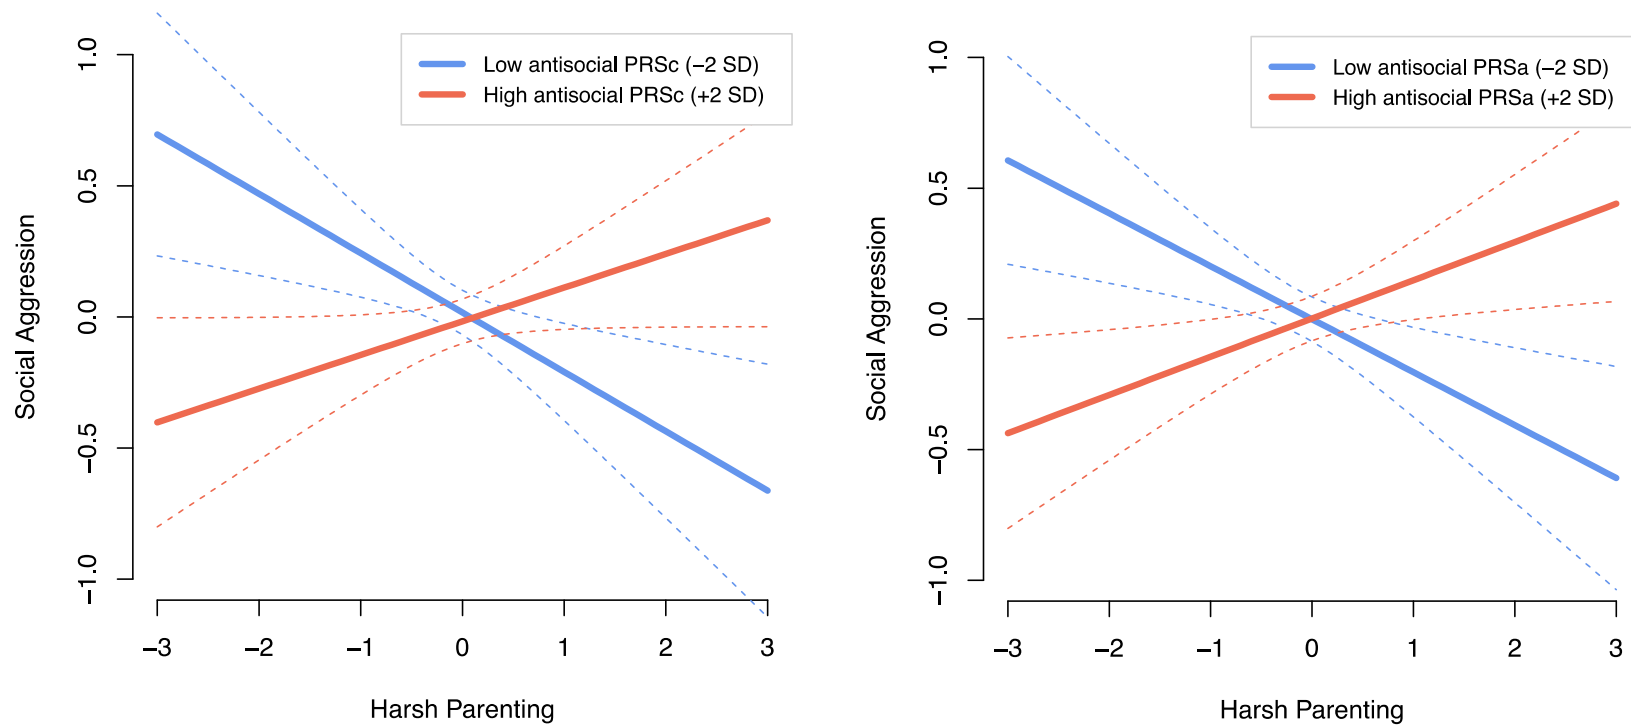 Low antisocial PRSc (−2 SD)
High antisocial PRSc (+2 SD)
1.0
0.5
0.0
−0.5
−1.0
Social Aggression
−3 −2 −1 0 1 2 3
Harsh Parenting
Low antisocial PRSa (−2 SD)
High antisocial PRSa (+2 SD)
1.0
0.5
0.0
−0.5
−1.0
Social Aggression
−3 −2 −1 0 1 2 3
Harsh Parenting